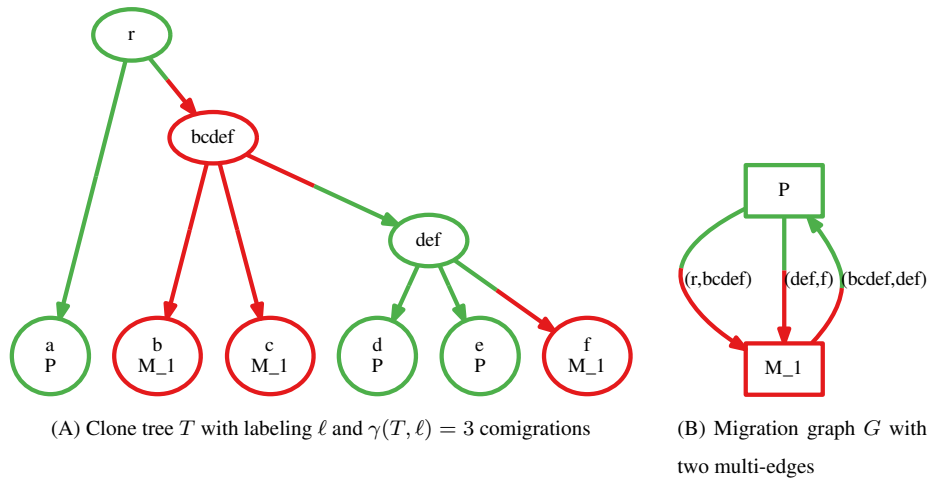 r
bcdef
def
a
P
b
M_1
c
M_1
d
P
e
P
f
M_1
(A) Clone tree T with labeling ℓ and γ(T, ℓ) = 3 comigrations
P
(r,bcdef)
(def,f)
(bcdef,def)
M_1
(B) Migration graph G with
two multi-edges